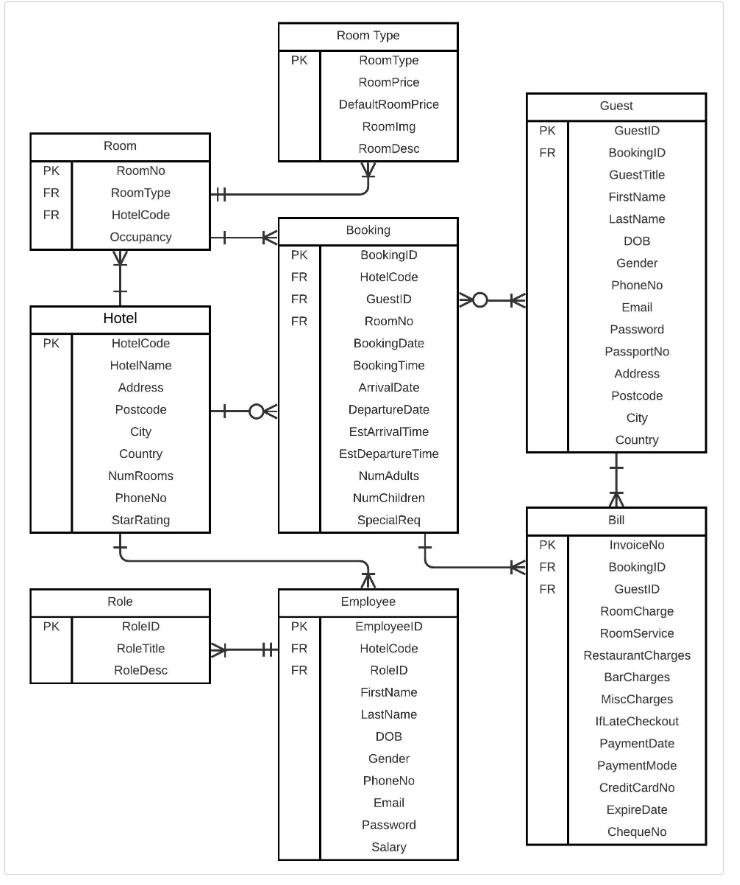 Room Type
PK RoomType
RoomPrice
DefaultRoomPrice
RoomImg
RoomDesc
Guest
PK GuestID
FR BookingID
GuestTitle
FirstName
LastName
DOB
Gender
PhoneNo
Email
Password
PassportNo
Address
Postcode
City
Country
Room
PK RoomNo
FR RoomType
FR HotelCode
Occupancy
Booking
PK BookingID
FR HotelCode
FR GuestID
FR RoomNo
BookingDate
BookingTime
ArrivalDate
DepartureDate
EstArrivalTime
EstDepartureTime
NumAdults
NumChildren
SpecialReq
Hotel
PK HotelCode
HotelName
Address
Postcode
City
Country
NumRooms
PhoneNo
StarRating
Bill
PK InvoiceNo
FR BookingID
FR GuestID
RoomCharge
RoomService
RestaurantCharges
BarCharges
MiscCharges
IfLateCheckout
PaymentDate
PaymentMode
CreditCardNo
ExpireDate
ChequeNo
Role
PK RoleID
RoleTitle
RoleDesc
Employee
PK EmployeeID
FR HotelCode
FR RoleID
FirstName
LastName
DOB
Gender
PhoneNo
Email
Password
Salary